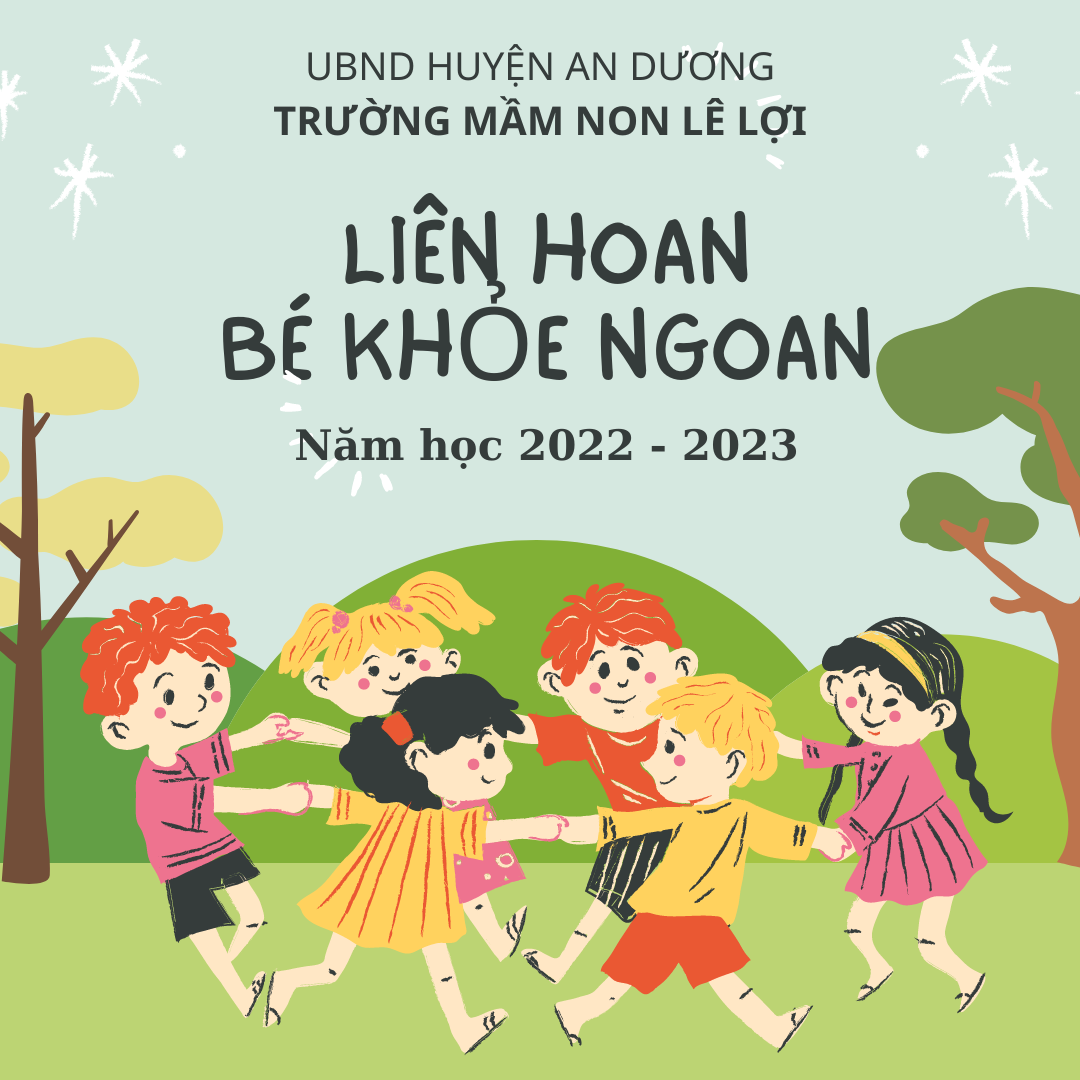 UBND HUYỆN AN DƯƠNG
TRƯỜNG MẦM NON LÊ LỢI
LIÊN HOAN
BÉ KHỎE NGOAN
Năm học 2022 - 2023